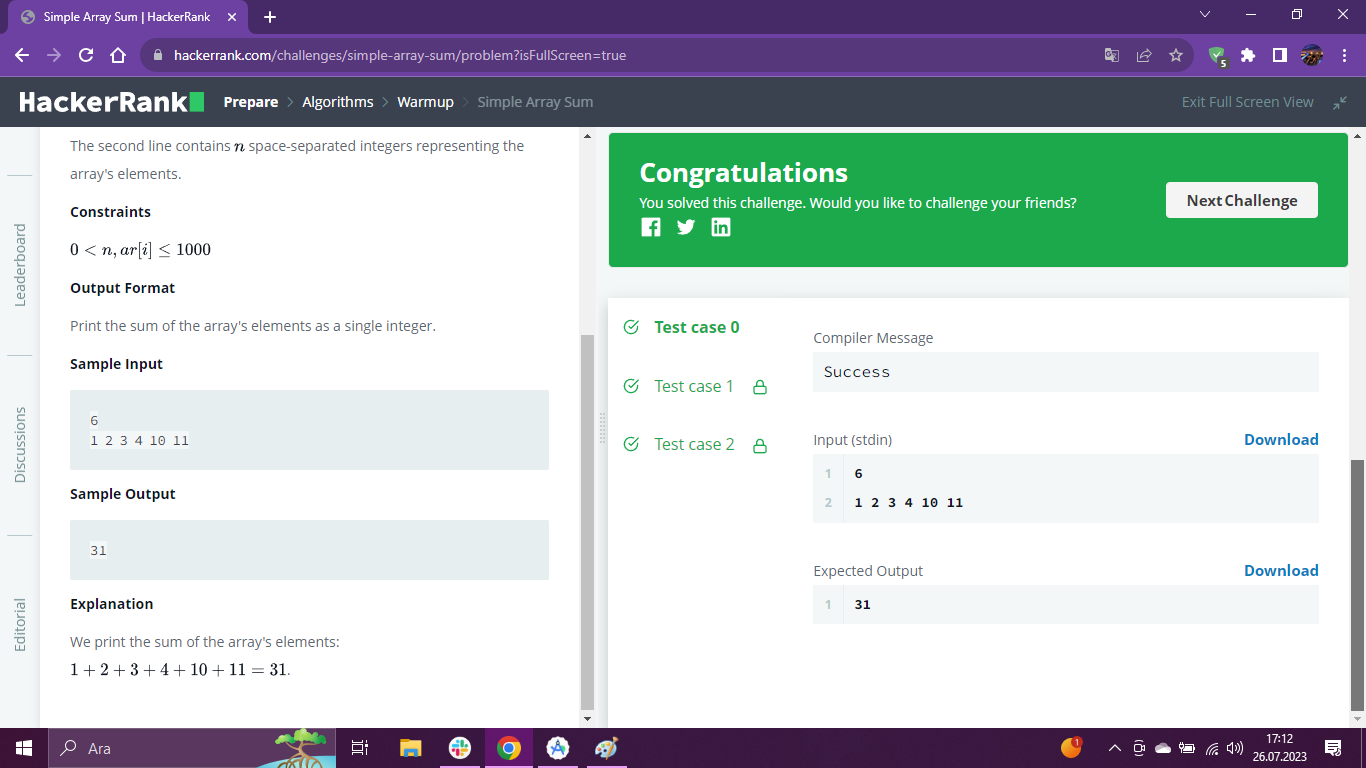 Simple Array Sum | HackerRank
hackerrank.com/challenges/simple-array-sum/problem?isFullScreen=true
5
HackerRank
Prepare > Algorithms > Warmup > Simple Array Sum
Exit Full Screen View
Leaderboard
Discussions
Editorial
The second line contains n space-separated integers representing the
array's elements.
Constraints
0 < n, ar[i] ≤ 1000
Output Format
Print the sum of the array's elements as a single integer.
Sample Input
6
1 2 3 4 10 11
Sample Output
31
Explanation
We print the sum of the array's elements:
1 + 2 + 3 + 4 + 10 + 11 = 31.
Congratulations
You solved this challenge. Would you like to challenge your friends?
Next Challenge
Test case 0
Test case 1
Test case 2
Compiler Message
Success
Input (stdin)
Download
1 6
2 1 2 3 4 10 11
Expected Output
Download
1 31
Ara
1
17:12
26.07.2023